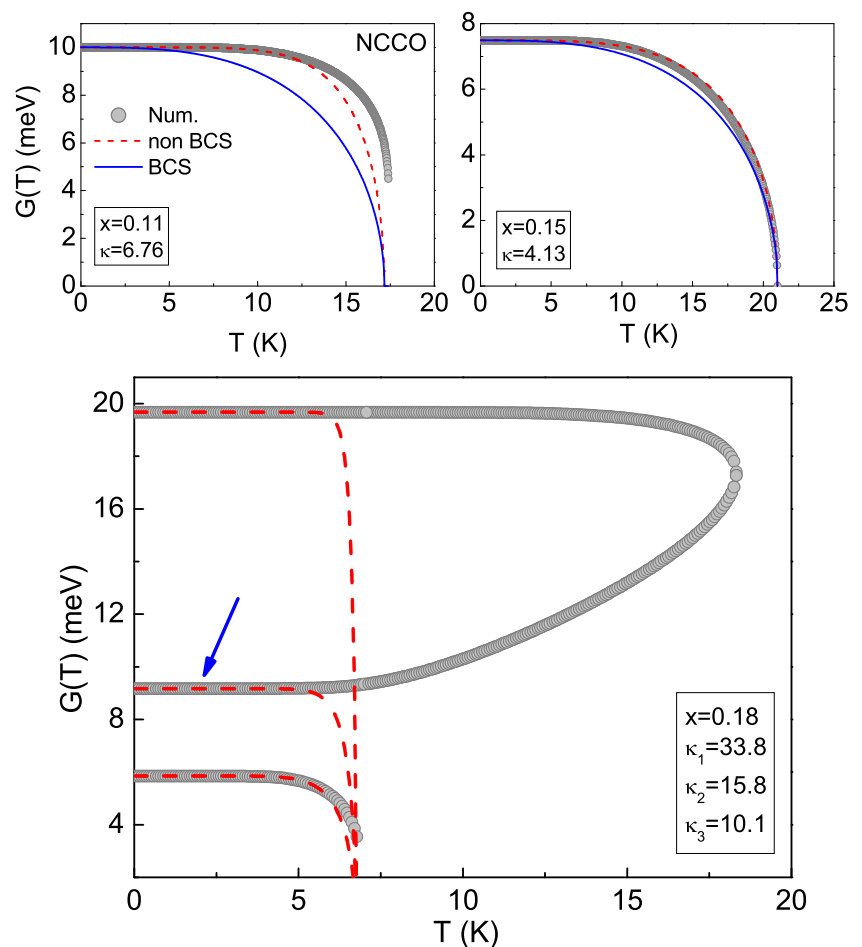 NCCO
G(T) (meV)
10
8
6
4
2
0
Num.
non BCS
BCS
x=0.11
κ=6.76
0 5 10 15 20
T (K)
8
6
4
2
0
x=0.15
κ=4.13
0 5 10 15 20 25
T (K)
G(T) (meV)
20
16
12
8
4
x=0.18
κ₁=33.8
κ₂=15.8
κ₃=10.1
0 5 10 15 20
T (K)